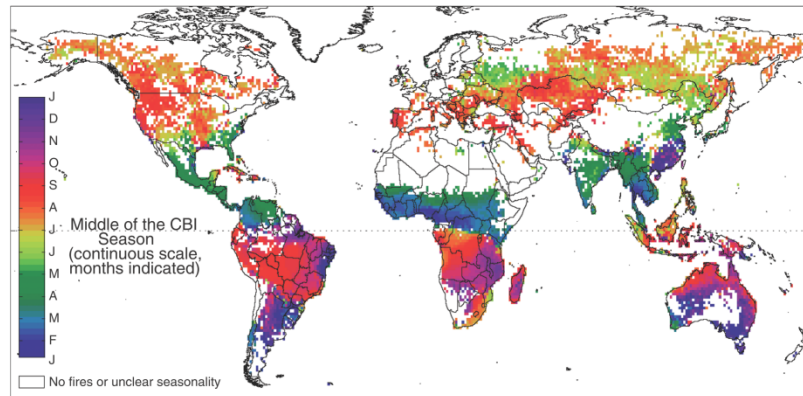 J
D
N
O
S
A
J
J
M
A
M
F
J
Middle of the CBI
Season
(continuous scale,
months indicated)
No fires or unclear seasonality